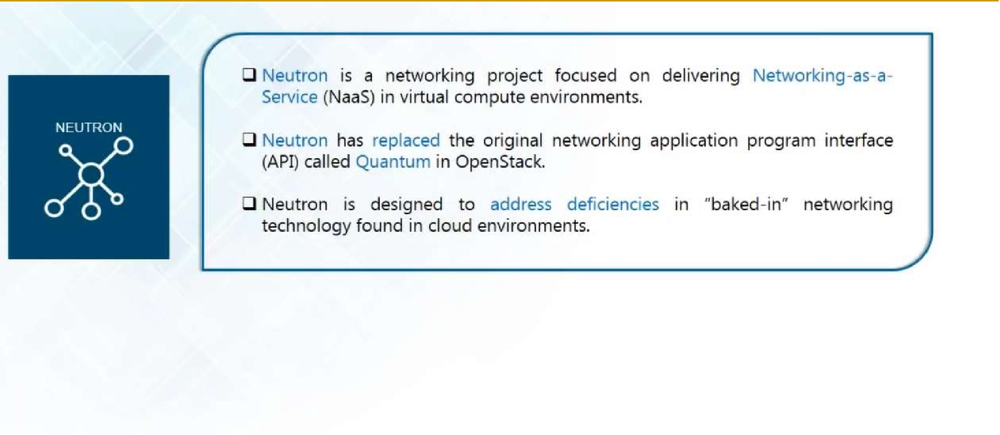 NEUTRON
❑ Neutron is a networking project focused on delivering Networking-as-a-
Service (NaaS) in virtual compute environments.
❑ Neutron has replaced the original networking application program interface
(API) called Quantum in OpenStack.
❑ Neutron is designed to address deficiencies in “baked-in” networking
technology found in cloud environments.